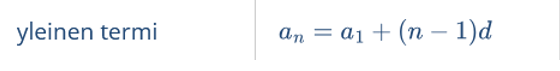 yleinen termi aₙ = a₁ + (n − 1)d